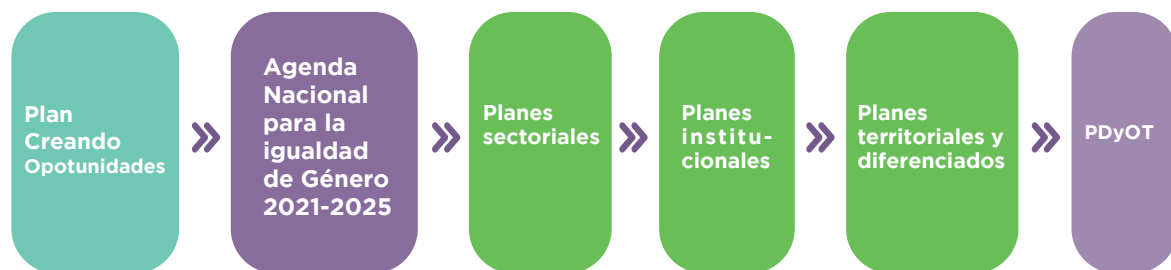 Plan
Creando
Opotunidades
Agenda
Nacional
para la
igualdad
de Género
2021-2025
Planes
sectoriales
Planes
institu-
cionales
Planes
territoriales y
diferenciados
PDyOT